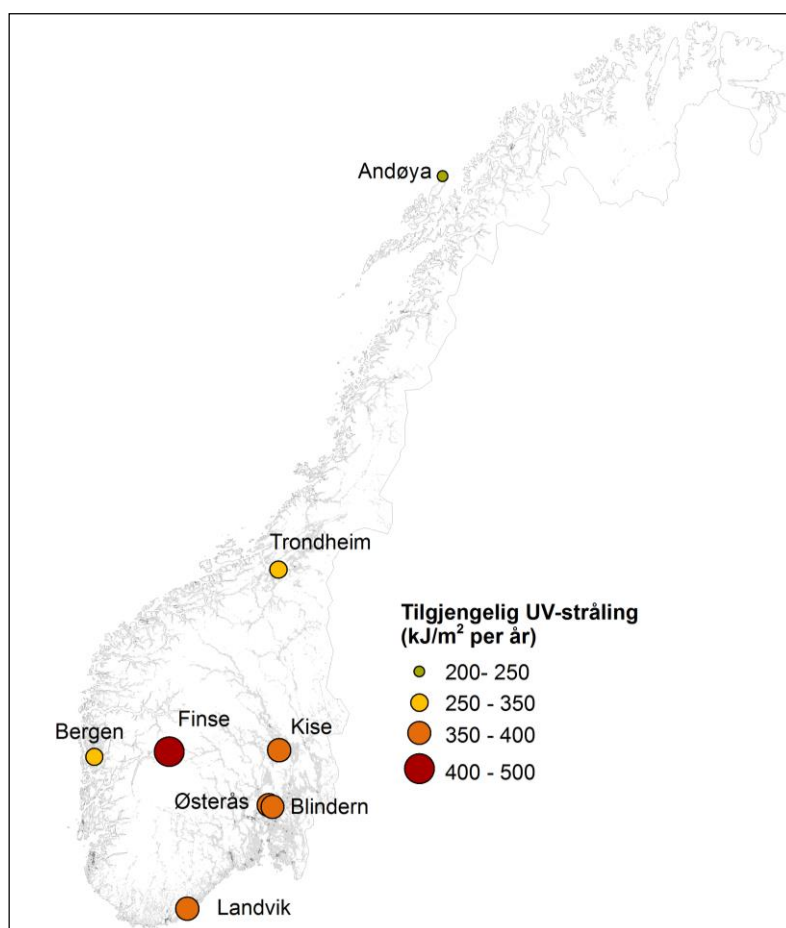 Andøya
Trondheim
Tilgjengelig UV-stråling
(kJ/m² per år)
200- 250
250 - 350
350 - 400
400 - 500
Bergen
Finse
Kise
Østerås
Blindern
Landvik